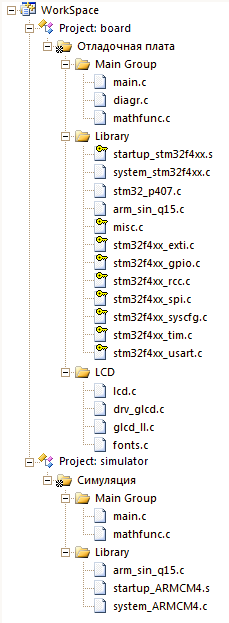 WorkSpace
Project: board
Отладочная плата
Main Group
main.c
diagr.c
mathfunc.c
Library
startup_stm32f4xx.s
system_stm32f4xx.c
stm32_p407.c
arm_sin_q15.c
misc.c
stm32f4xx_exti.c
stm32f4xx_gpio.c
stm32f4xx_rcc.c
stm32f4xx_spi.c
stm32f4xx_syscfg.c
stm32f4xx_tim.c
stm32f4xx_usart.c
LCD
lcd.c
drv_glcd.c
glcd_ll.c
fonts.c
Project: simulator
Симуляция
Main Group
main.c
mathfunc.c
Library
arm_sin_q15.c
startup_ARMCM4.s
system_ARMCM4.c